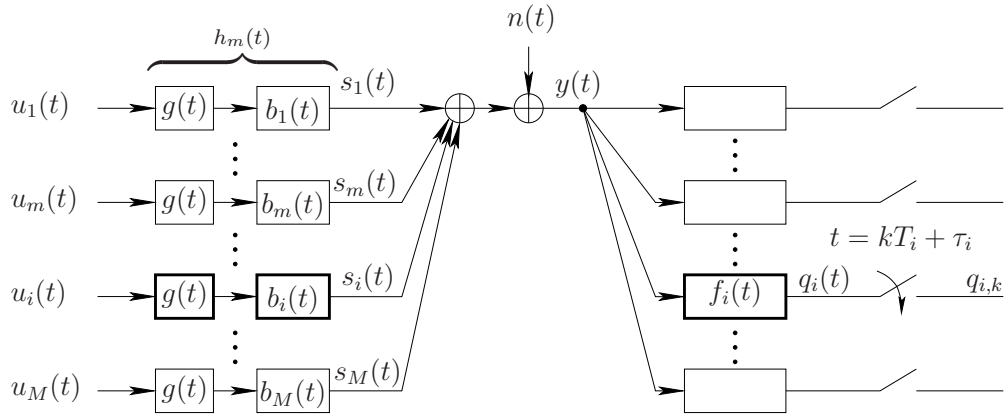 n(t)
h_m(t)
u_1(t) g(t) b_1(t) s_1(t) y(t)
u_m(t) g(t) b_m(t) s_m(t)
t = kT_i + τ_i
u_i(t) g(t) b_i(t) s_i(t) f_i(t) q_i(t) q_{i,k}
u_M(t) g(t) b_M(t) s_M(t)